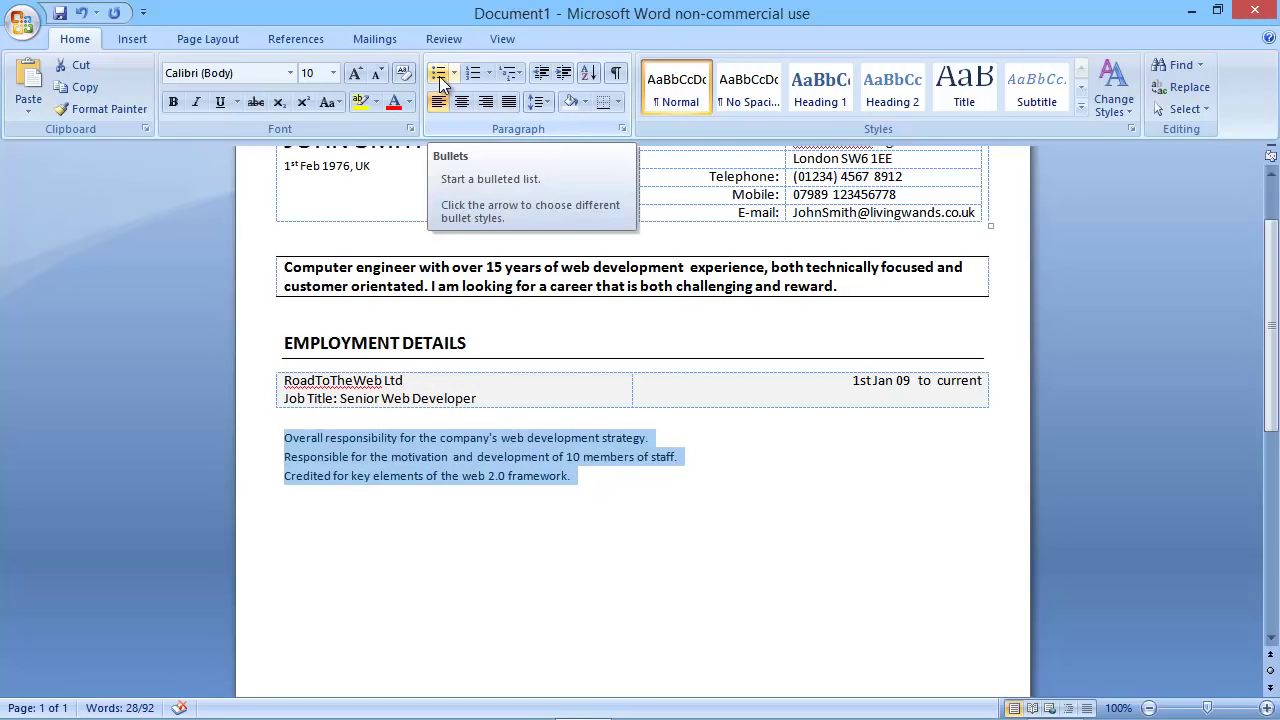 Document1 - Microsoft Word non-commercial use
Home Insert Page Layout References Mailings Review View
Paste
Cut
Copy
Format Painter
Clipboard
Calibri (Body) 10
B I U abc x₂ x² Aa ab A
Font
Paragraph
AaBbCcDc AaBbCcDc AaBbCc AaBbCc AaB AaBbCc.
¶ Normal ¶ No Spaci... Heading 1 Heading 2 Title Subtitle
Change Styles
Styles
Find
Replace
Select
Editing
Bullets
Start a bulleted list.
Click the arrow to choose different
bullet styles.
JOHN SMITH
1st Feb 1976, UK
London SW6 1EE
Telephone: (01234) 4567 8912
Mobile: 07989 123456778
E-mail: JohnSmith@livingwands.co.uk
Computer engineer with over 15 years of web development experience, both technically focused and
customer orientated. I am looking for a career that is both challenging and reward.
EMPLOYMENT DETAILS
RoadToTheWeb Ltd 1st Jan 09 to current
Job Title: Senior Web Developer
Overall responsibility for the company's web development strategy.
Responsible for the motivation and development of 10 members of staff.
Credited for key elements of the web 2.0 framework.
Page: 1 of 1 Words: 28/92 100%